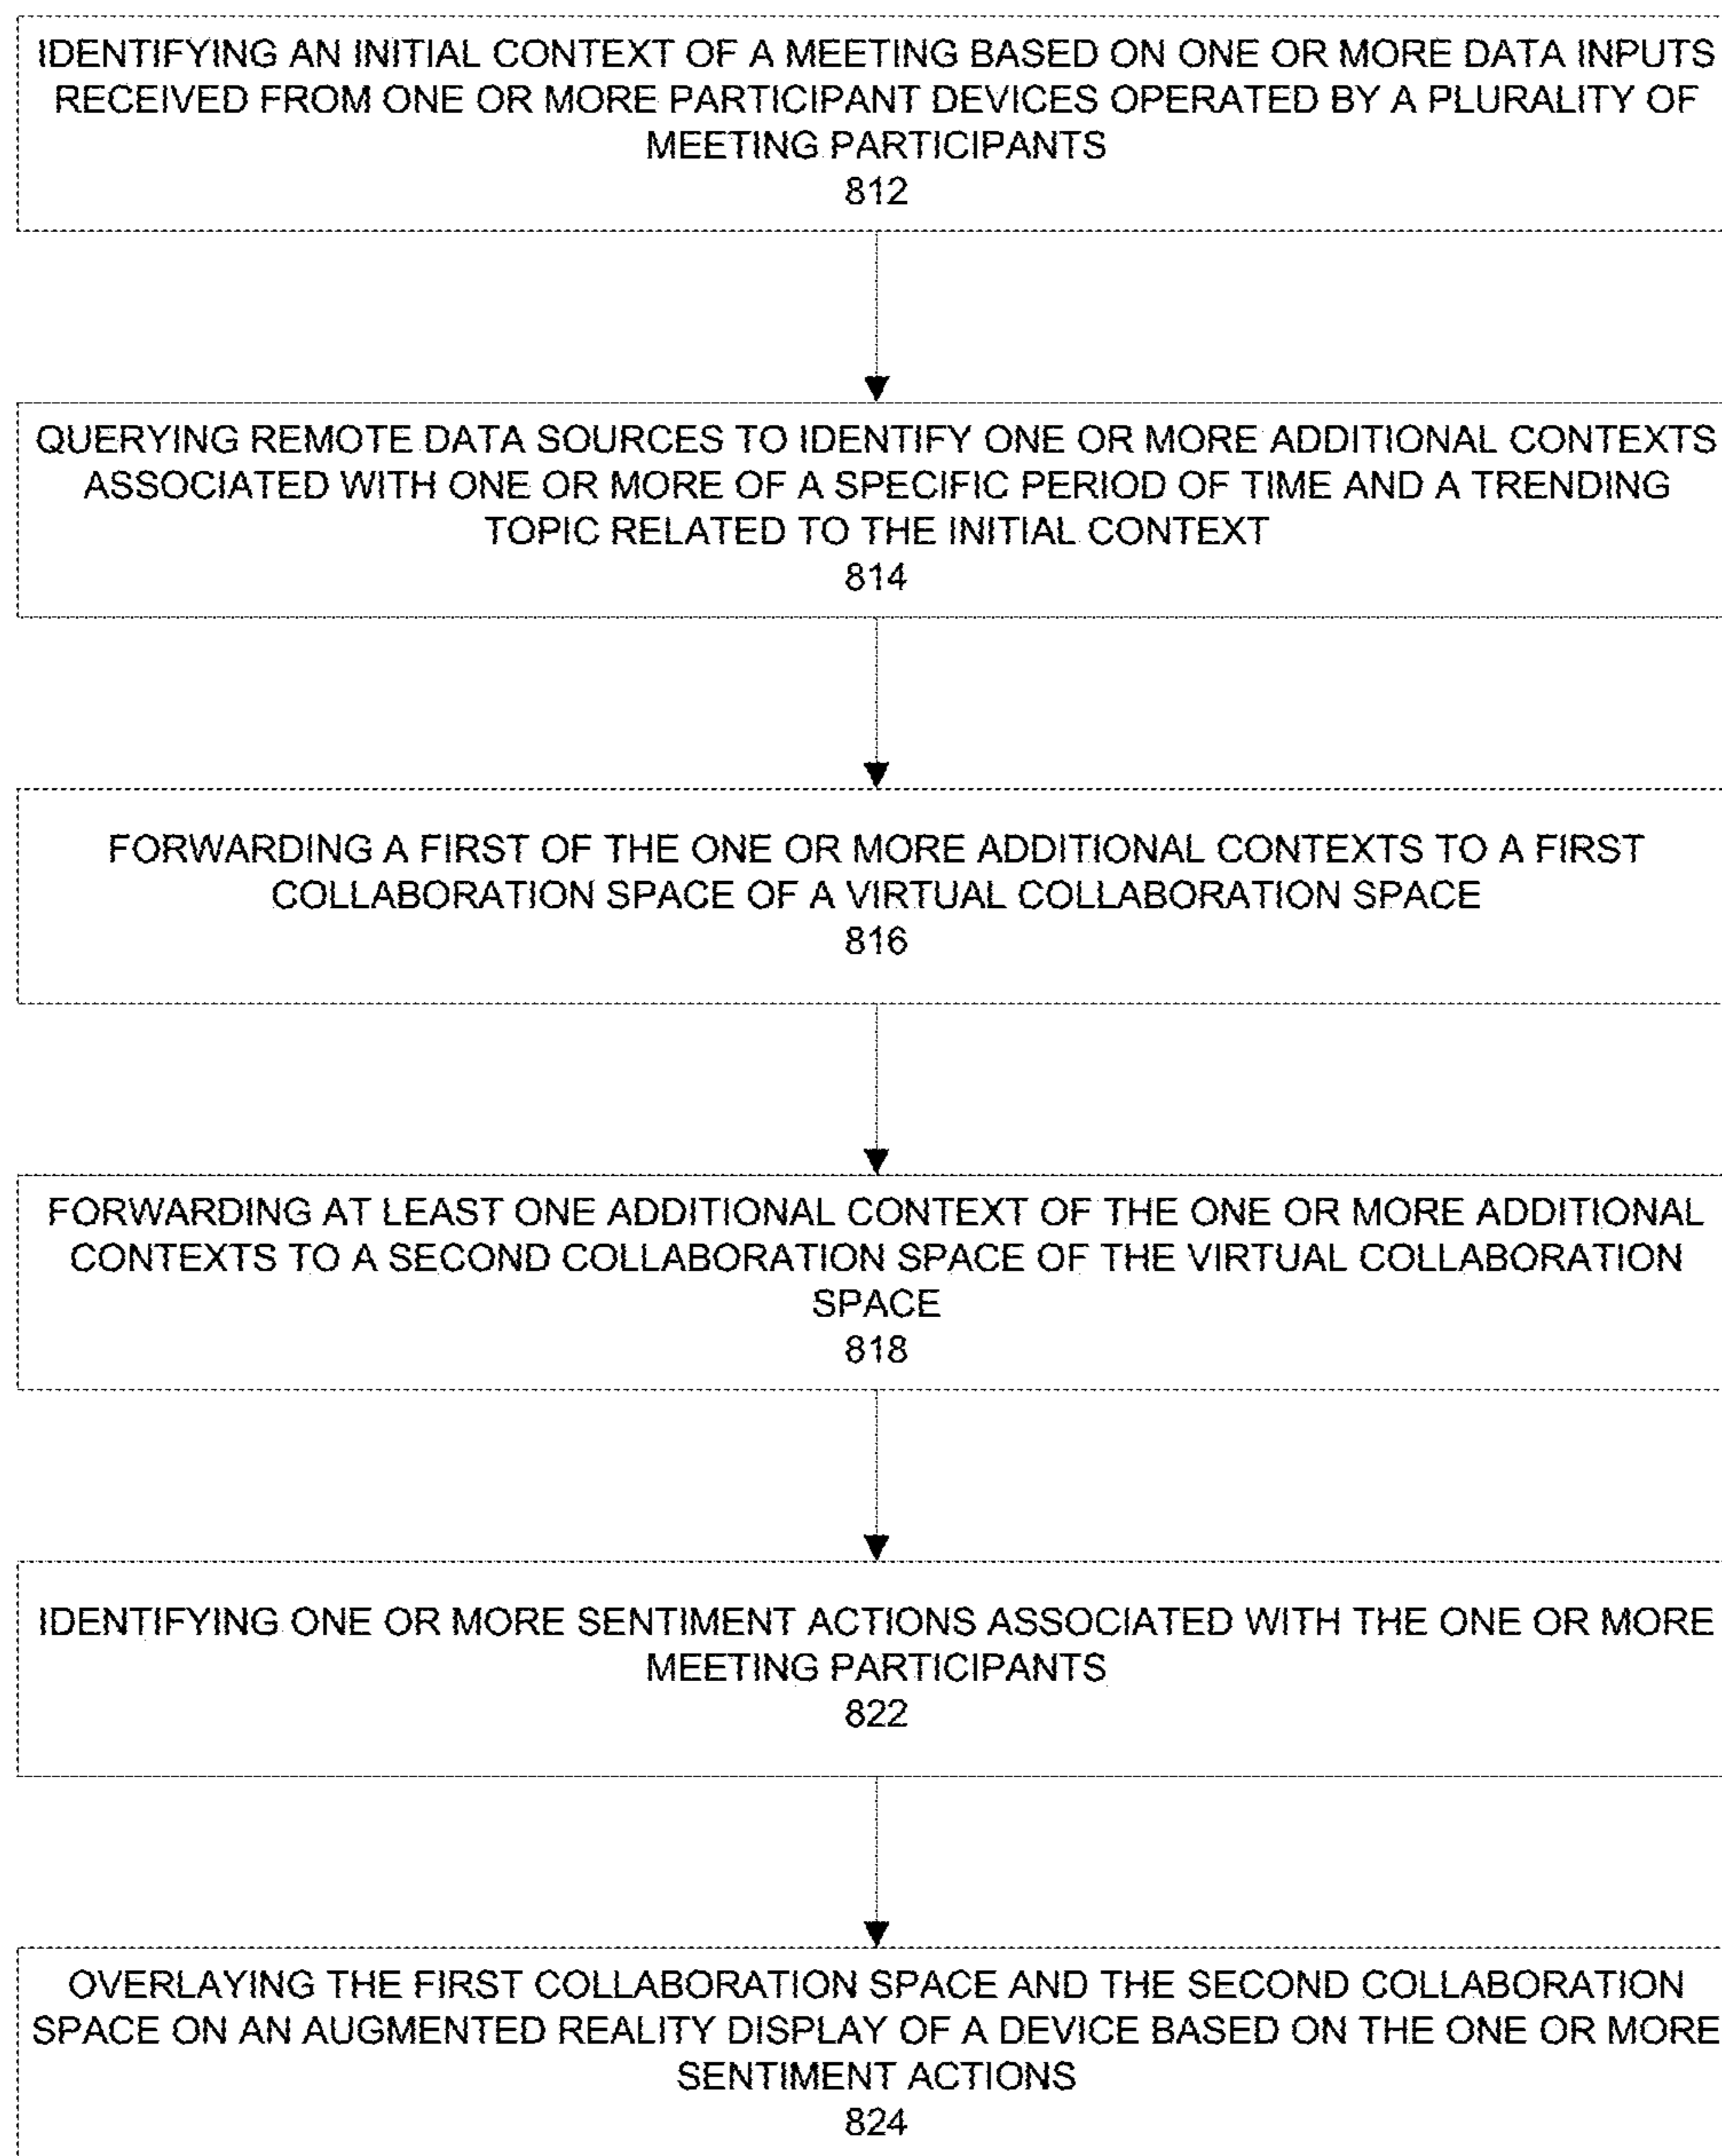 IDENTIFYING AN INITIAL CONTEXT OF A MEETING BASED ON ONE OR MORE DATA INPUTS
RECEIVED FROM ONE OR MORE PARTICIPANT DEVICES OPERATED BY A PLURALITY OF
MEETING PARTICIPANTS
812
QUERYING REMOTE DATA SOURCES TO IDENTIFY ONE OR MORE ADDITIONAL CONTEXTS
ASSOCIATED WITH ONE OR MORE OF A SPECIFIC PERIOD OF TIME AND A TRENDING
TOPIC RELATED TO THE INITIAL CONTEXT
814
FORWARDING A FIRST OF THE ONE OR MORE ADDITIONAL CONTEXTS TO A FIRST
COLLABORATION SPACE OF A VIRTUAL COLLABORATION SPACE
816
FORWARDING AT LEAST ONE ADDITIONAL CONTEXT OF THE ONE OR MORE ADDITIONAL
CONTEXTS TO A SECOND COLLABORATION SPACE OF THE VIRTUAL COLLABORATION
SPACE
818
IDENTIFYING ONE OR MORE SENTIMENT ACTIONS ASSOCIATED WITH THE ONE OR MORE
MEETING PARTICIPANTS
822
OVERLAYING THE FIRST COLLABORATION SPACE AND THE SECOND COLLABORATION
SPACE ON AN AUGMENTED REALITY DISPLAY OF A DEVICE BASED ON THE ONE OR MORE
SENTIMENT ACTIONS
824